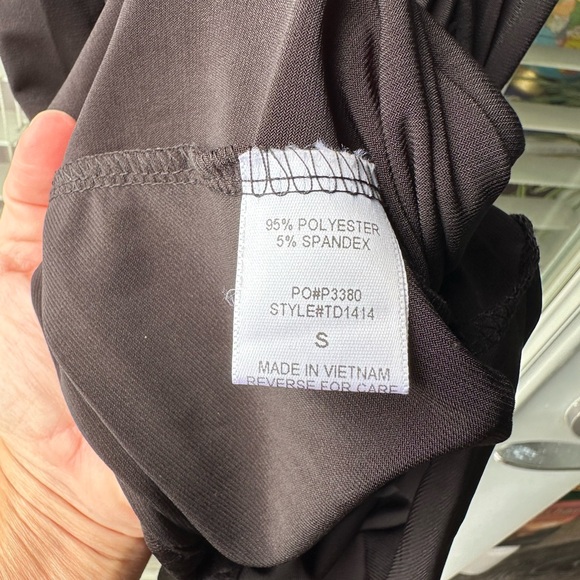 95% POLYESTER
5% SPANDEX
PO#P3380
STYLE#TD1414
S
MADE IN VIETNAM
REVERSE FOR CARE